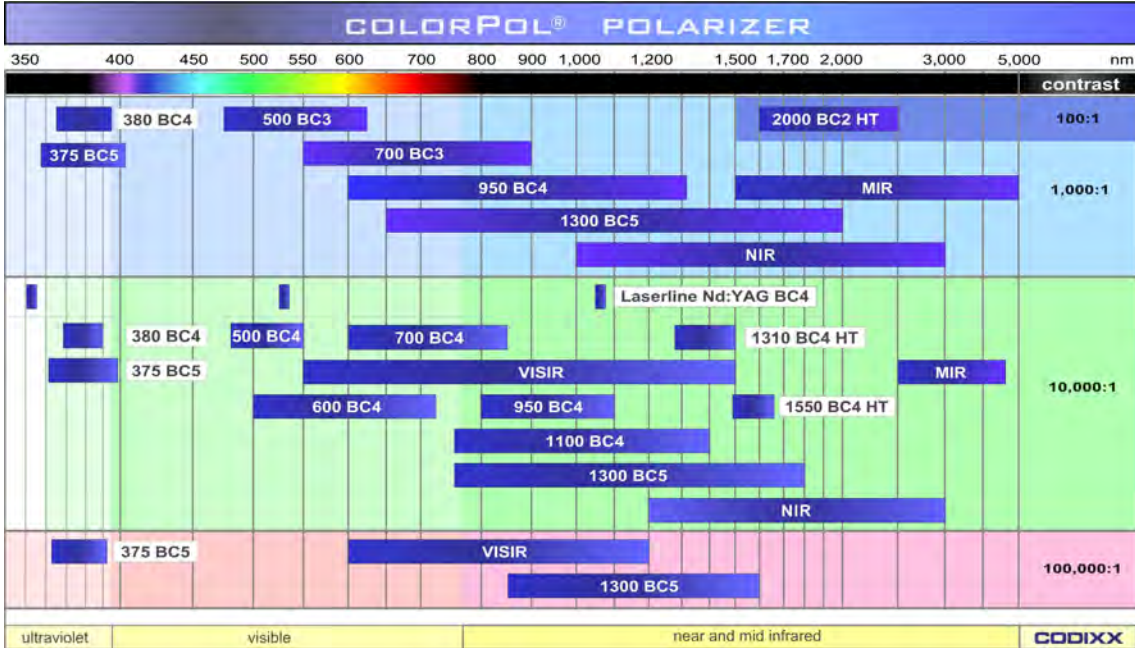 COLORPOL® POLARIZER
350 400 450 500 550 600 700 800 900 1,000 1,200 1,500 1,700 2,000 3,000 5,000 nm
contrast
380 BC4 500 BC3 2000 BC2 HT 100:1
375 BC5 700 BC3
950 BC4 MIR 1,000:1
1300 BC5
NIR
Laserline Nd:YAG BC4
380 BC4 500 BC4 700 BC4 1310 BC4 HT
375 BC5 VISIR MIR 10,000:1
600 BC4 950 BC4 1550 BC4 HT
1100 BC4
1300 BC5
NIR
375 BC5 VISIR
100,000:1
1300 BC5
ultraviolet visible near and mid infrared CODIXX